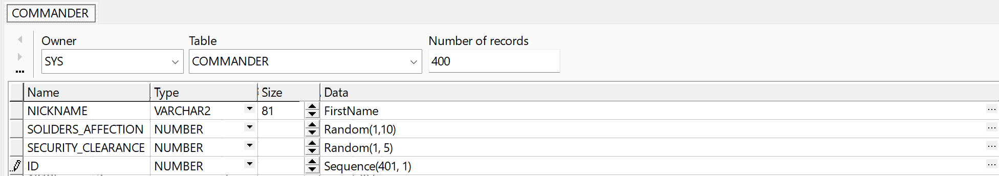 COMMANDER
Owner Table Number of records
SYS COMMANDER 400
Name Type Size Data
NICKNAME VARCHAR2 81 FirstName ...
SOLIDERS_AFFECTION NUMBER Random(1,10) ...
SECURITY_CLEARANCE NUMBER Random(1, 5) ...
ID NUMBER Sequence(401, 1) ...